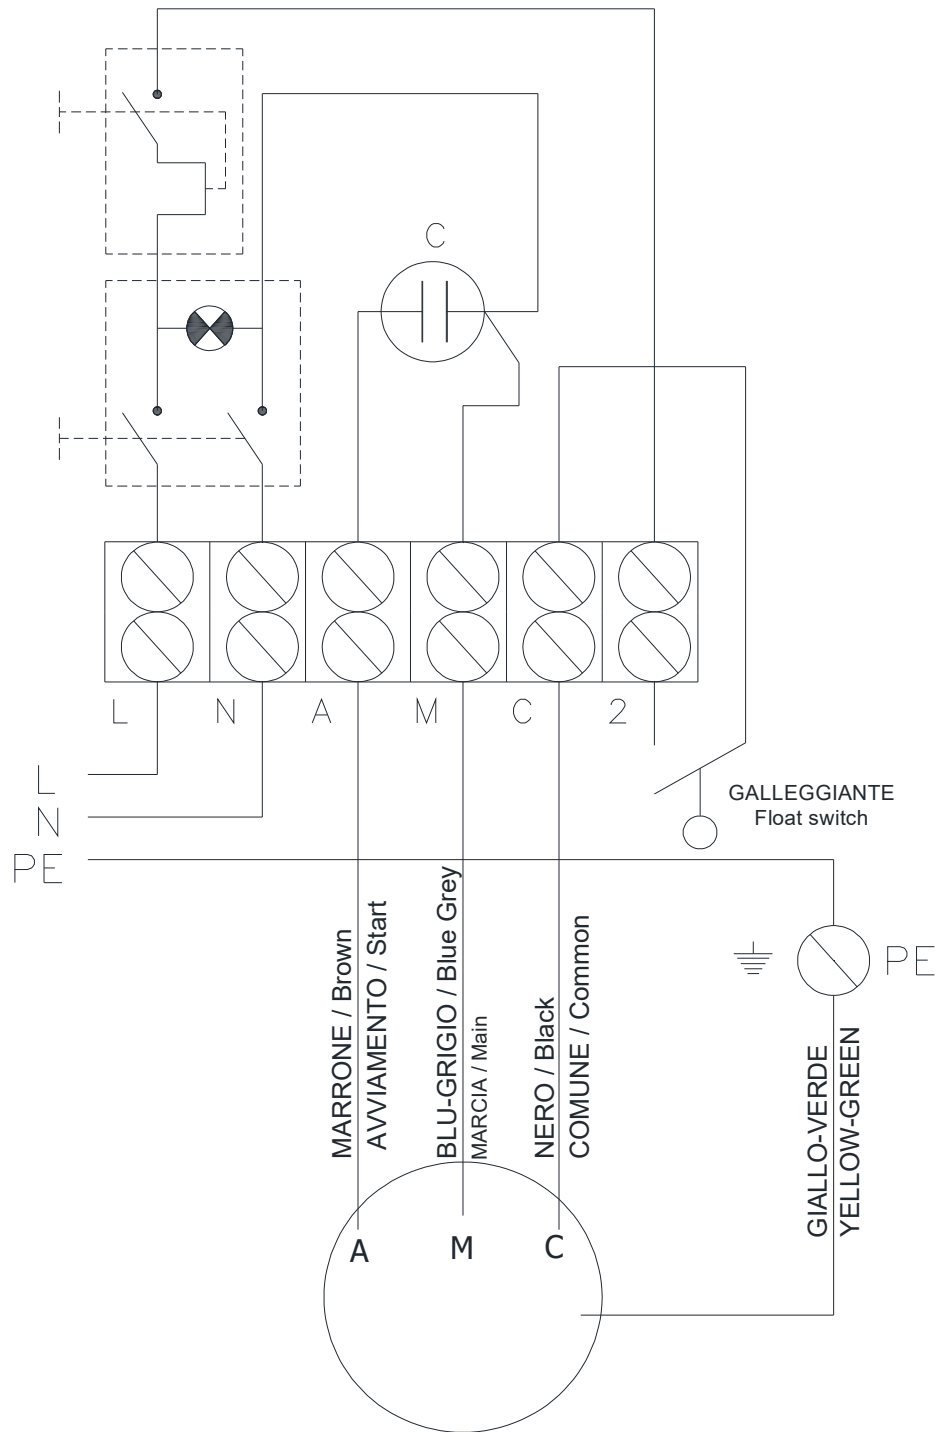 C
L N A M C 2
L
N
PE
GALLEGGIANTE
Float switch
PE
MARRONE / Brown
AVVIAMENTO / Start
BLU-GRIGIO / Blue Grey
MARCIA / Main
NERO / Black
COMUNE / Common
GIALLO-VERDE
YELLOW-GREEN
A M C